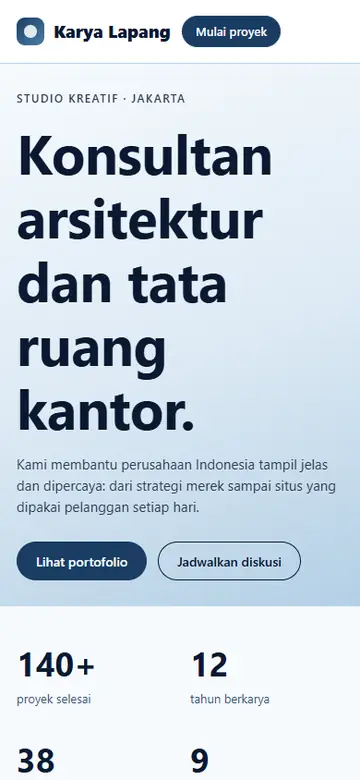 Karya Lapang
Mulai proyek
STUDIO KREATIF · JAKARTA
Konsultan
arsitektur
dan tata
ruang
kantor.
Kami membantu perusahaan Indonesia tampil jelas
dan dipercaya: dari strategi merek sampai situs yang
dipakai pelanggan setiap hari.
Lihat portofolio
Jadwalkan diskusi
140+
12
proyek selesai
tahun berkarya
38
9